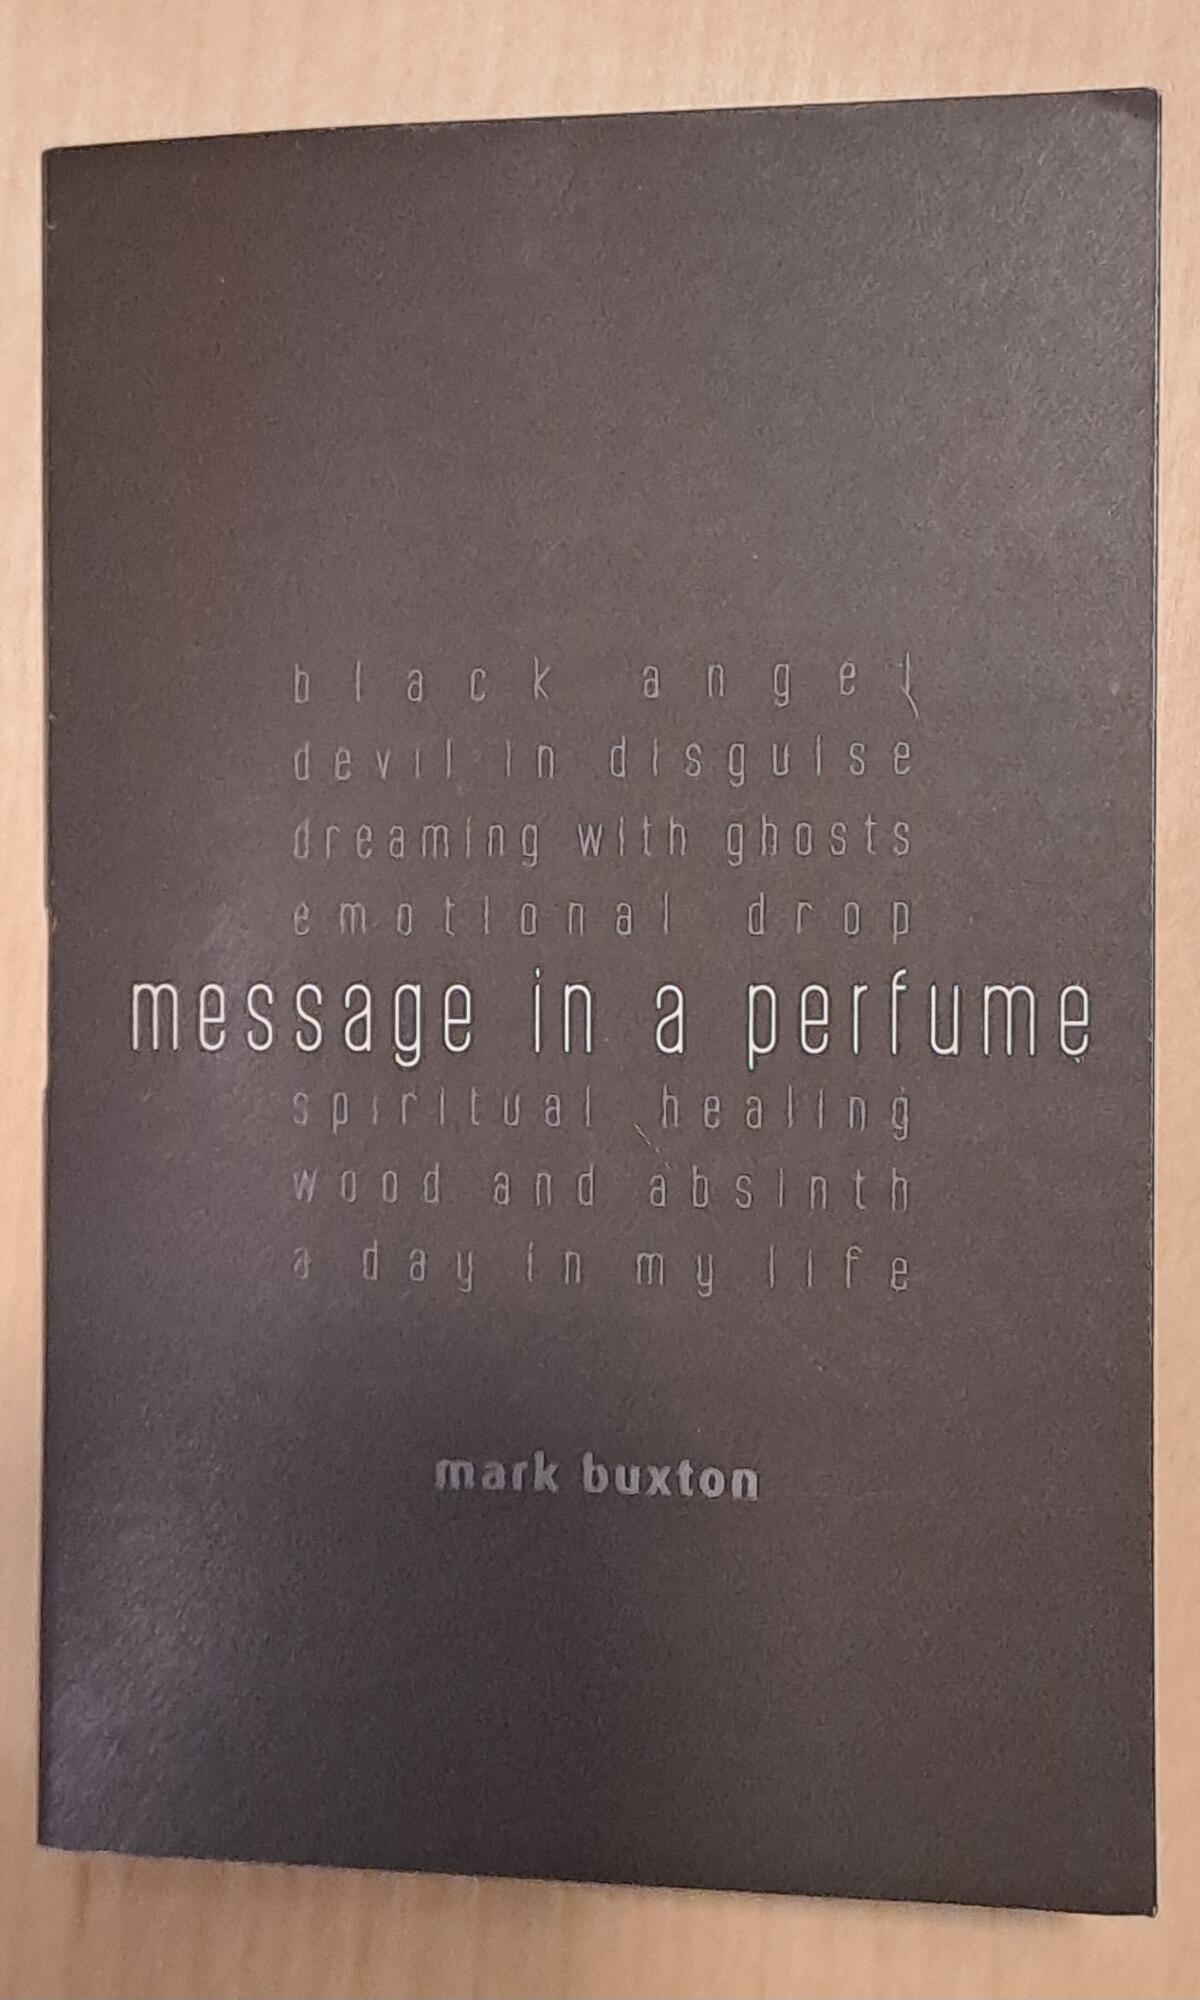 black angel
devil in disguise
dreaming with ghosts
emotional drop
message in a perfume
spiritual healing
wood and absinth
a day in my life
mark buxton